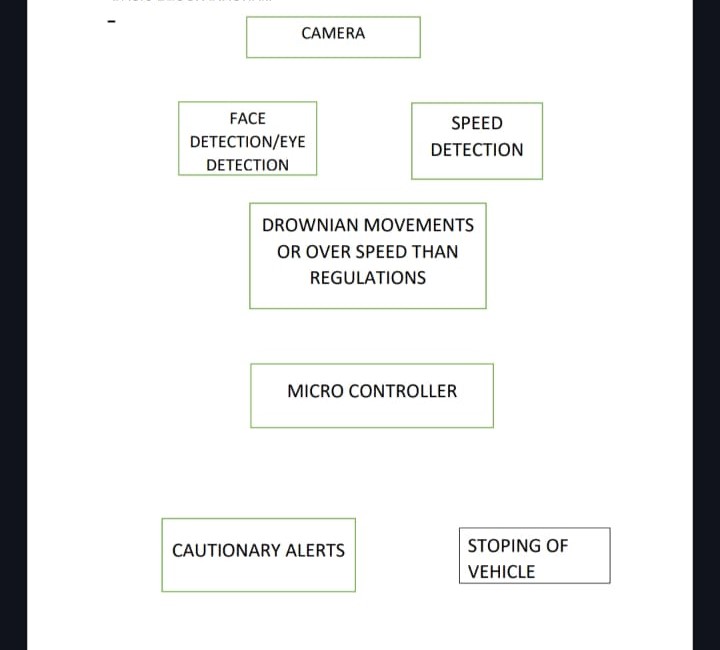 CAMERA
FACE
DETECTION/EYE
DETECTION
SPEED
DETECTION
DROWNIAN MOVEMENTS
OR OVER SPEED THAN
REGULATIONS
MICRO CONTROLLER
CAUTIONARY ALERTS
STOPING OF
VEHICLE